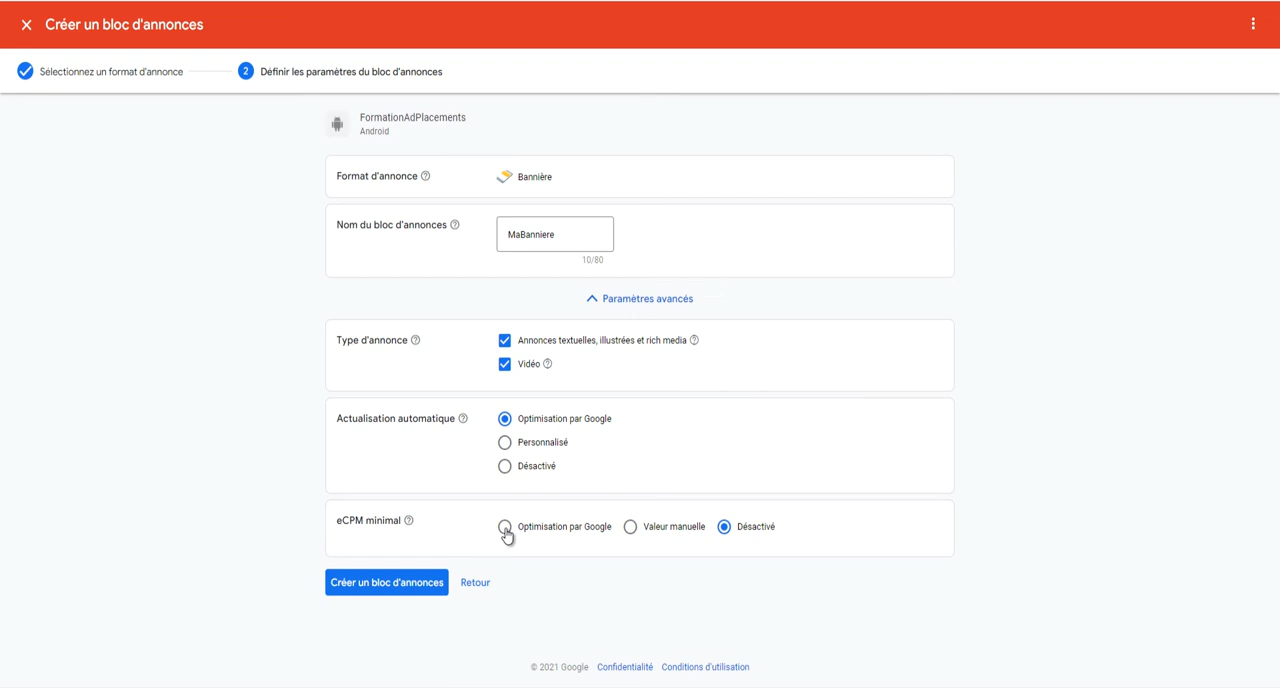 Créer un bloc d'annonces
Sélectionnez un format d'annonce
2 Définir les paramètres du bloc d'annonces
FormationAdPlacements
Android
Format d'annonce
Bannière
Nom du bloc d'annonces
MaBanniere
10/80
Paramètres avancés
Type d'annonce
Annonces textuelles, illustrées et rich media
Vidéo
Actualisation automatique
Optimisation par Google
Personnalisé
Désactivé
eCPM minimal
Optimisation par Google Valeur manuelle Désactivé
Créer un bloc d'annonces Retour
© 2021 Google Confidentialité Conditions d'utilisation